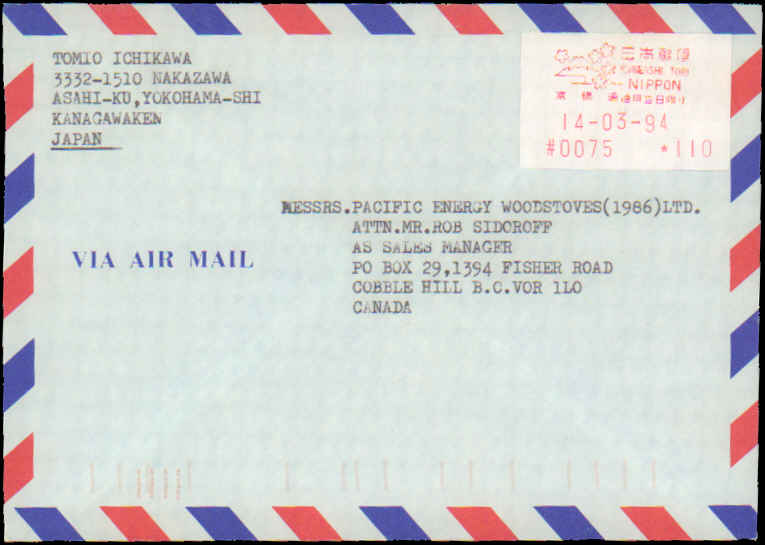 TOMIO ICHIKAWA
3332-1510 NAKAZAWA
ASAHI-KU,YOKOHAMA-SHI
KANAGAWAKEN
JAPAN
日本郵便
NIPPON
14-03-94
#0075 *110
MESSRS.PACIFIC ENERGY WOODSTOVES(1986)LTD.
ATTN.MR.ROB SIDOROFF
AS SALES MANAGER
VIA AIR MAIL
PO BOX 29,1394 FISHER ROAD
COBBLE HILL B.C.VOR 1LO
CANADA